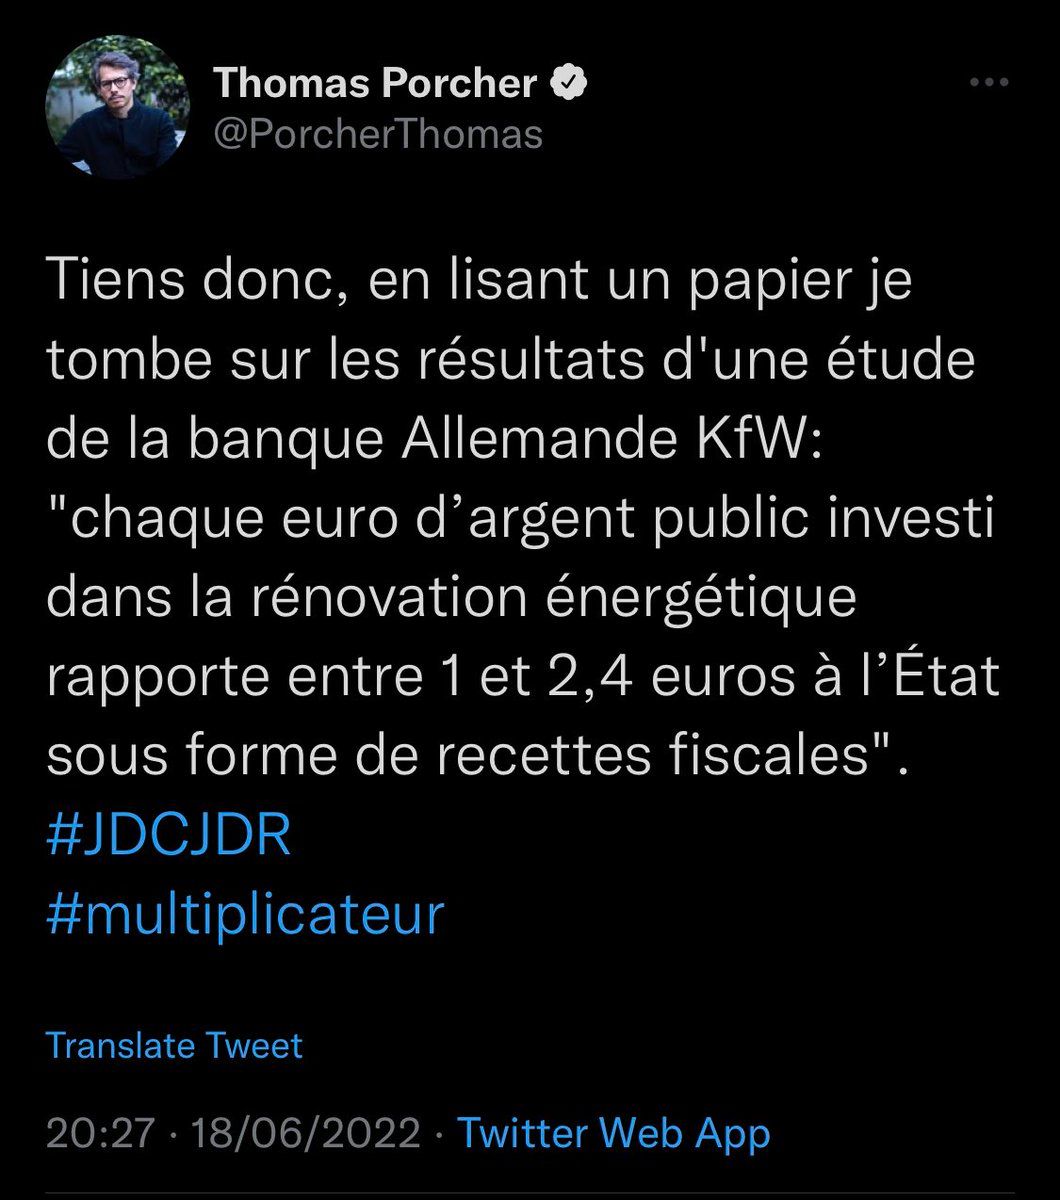 Thomas Porcher
@PorcherThomas
Tiens donc, en lisant un papier je
tombe sur les résultats d'une étude
de la banque Allemande KfW:
"chaque euro d’argent public investi
dans la rénovation énergétique
rapporte entre 1 et 2,4 euros à l’État
sous forme de recettes fiscales".
#JDCJDR
#multiplicateur
Translate Tweet
20:27 · 18/06/2022 · Twitter Web App